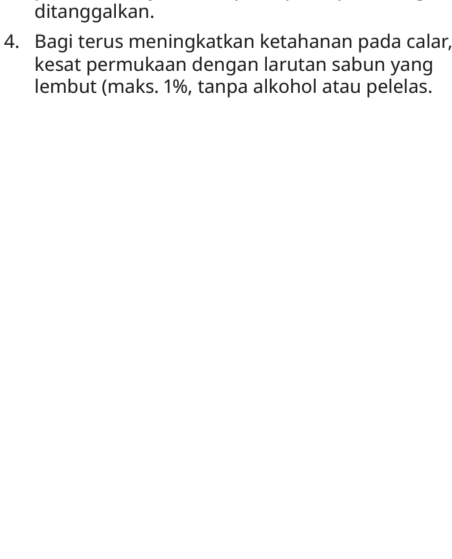 ditanggalkan.
4. Bagi terus meningkatkan ketahanan pada calar,
kesat permukaan dengan larutan sabun yang
lembut (maks. 1%, tanpa alkohol atau pelelas.